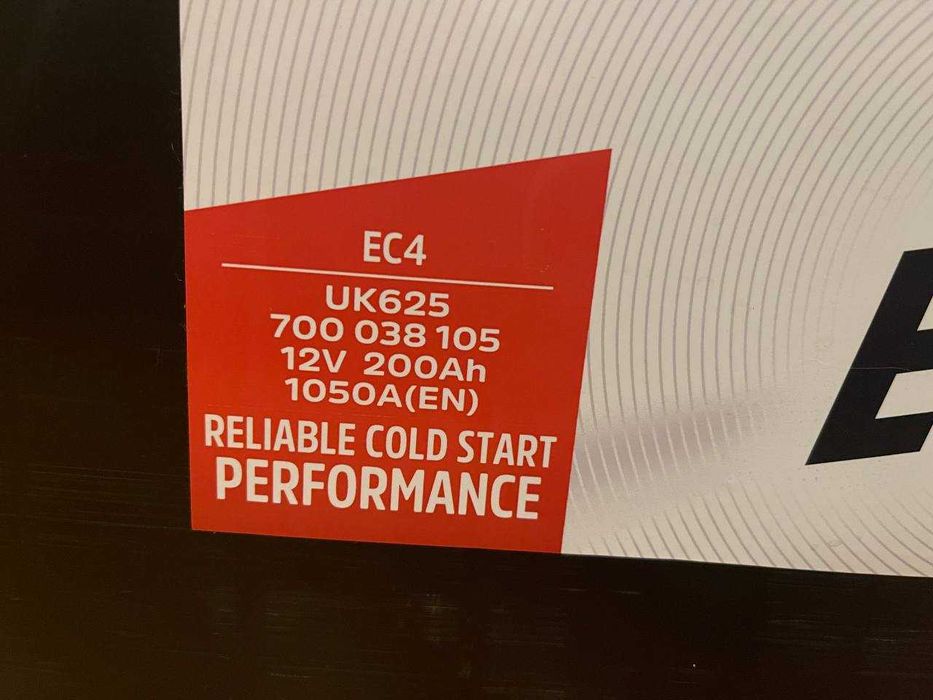 EC4
UK625
700 038 105
12V 200Ah
1050A(EN)
RELIABLE COLD START
PERFORMANCE
E